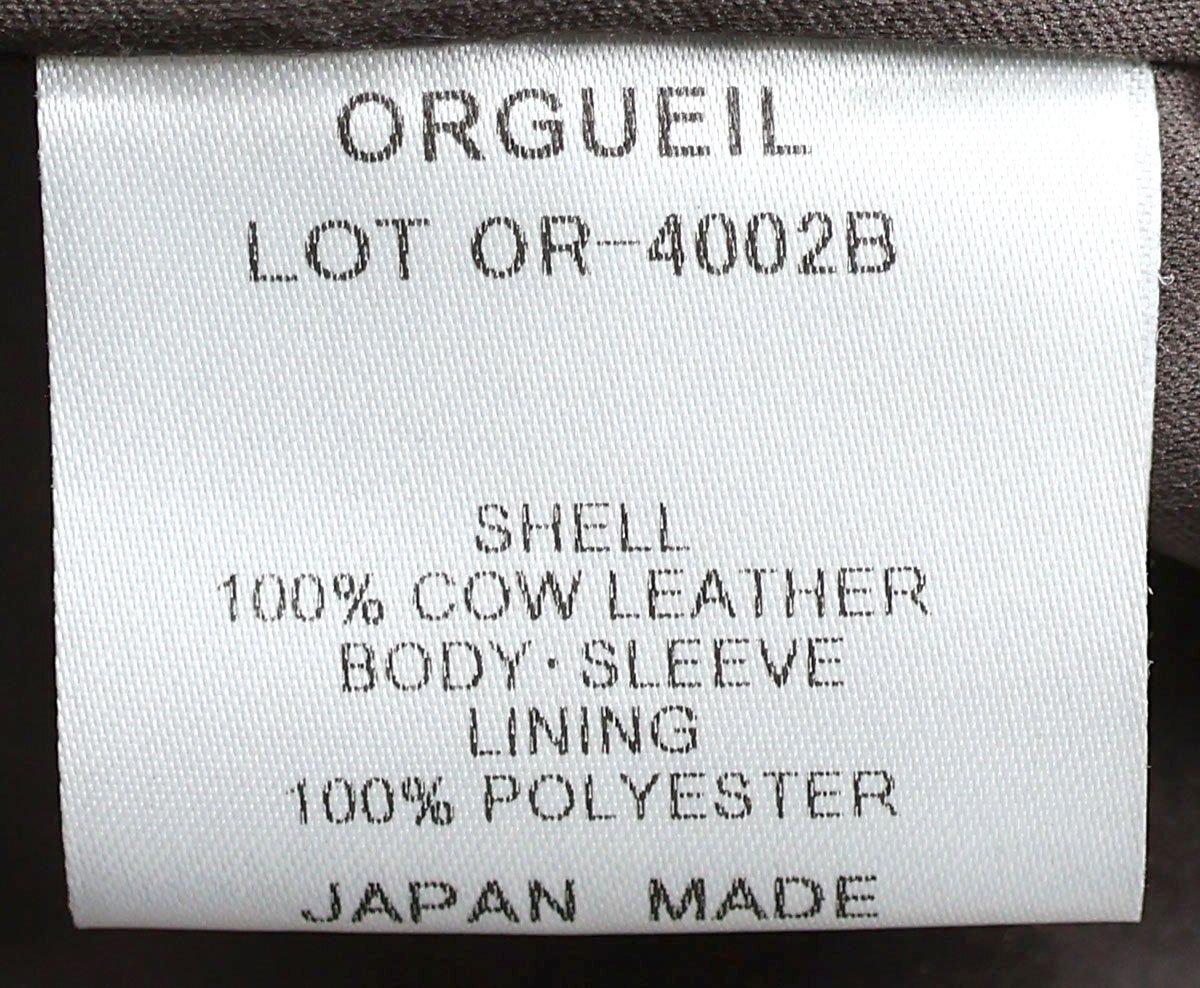 ORGUEIL
LOT OR-4002B
SHELL
100% COW LEATHER
BODY·SLEEVE
LINING
100% POLYESTER
JAPAN MADE